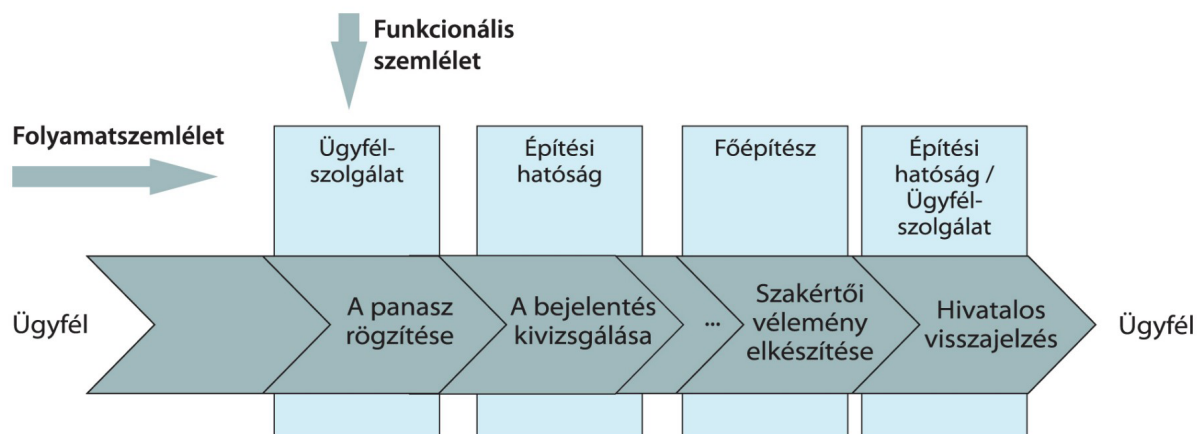 Funkcionális
szemlélet
Folyamatszemlélet
Ügyfél-
szolgálat
Építési
hatóság
Főépítész
Építési
hatóság /
Ügyfél-
szolgálat
Ügyfél
A panasz
rögzítése
A bejelentés
kivizsgálása
...
Szakértői
vélemény
elkészítése
Hivatalos
visszajelzés
Ügyfél